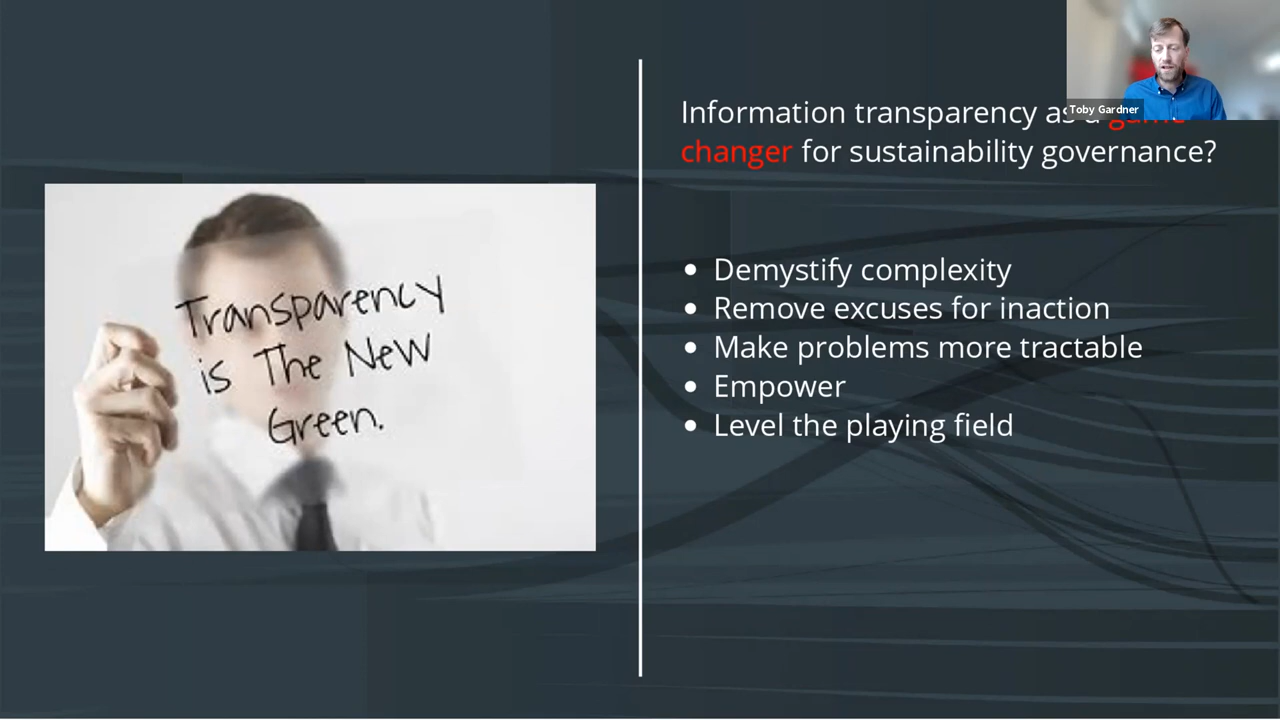 Toby Gardner
Information transparency as a
changer for sustainability governance?
Transparency
is The New
Green.
• Demystify complexity
• Remove excuses for inaction
• Make problems more tractable
• Empower
• Level the playing field